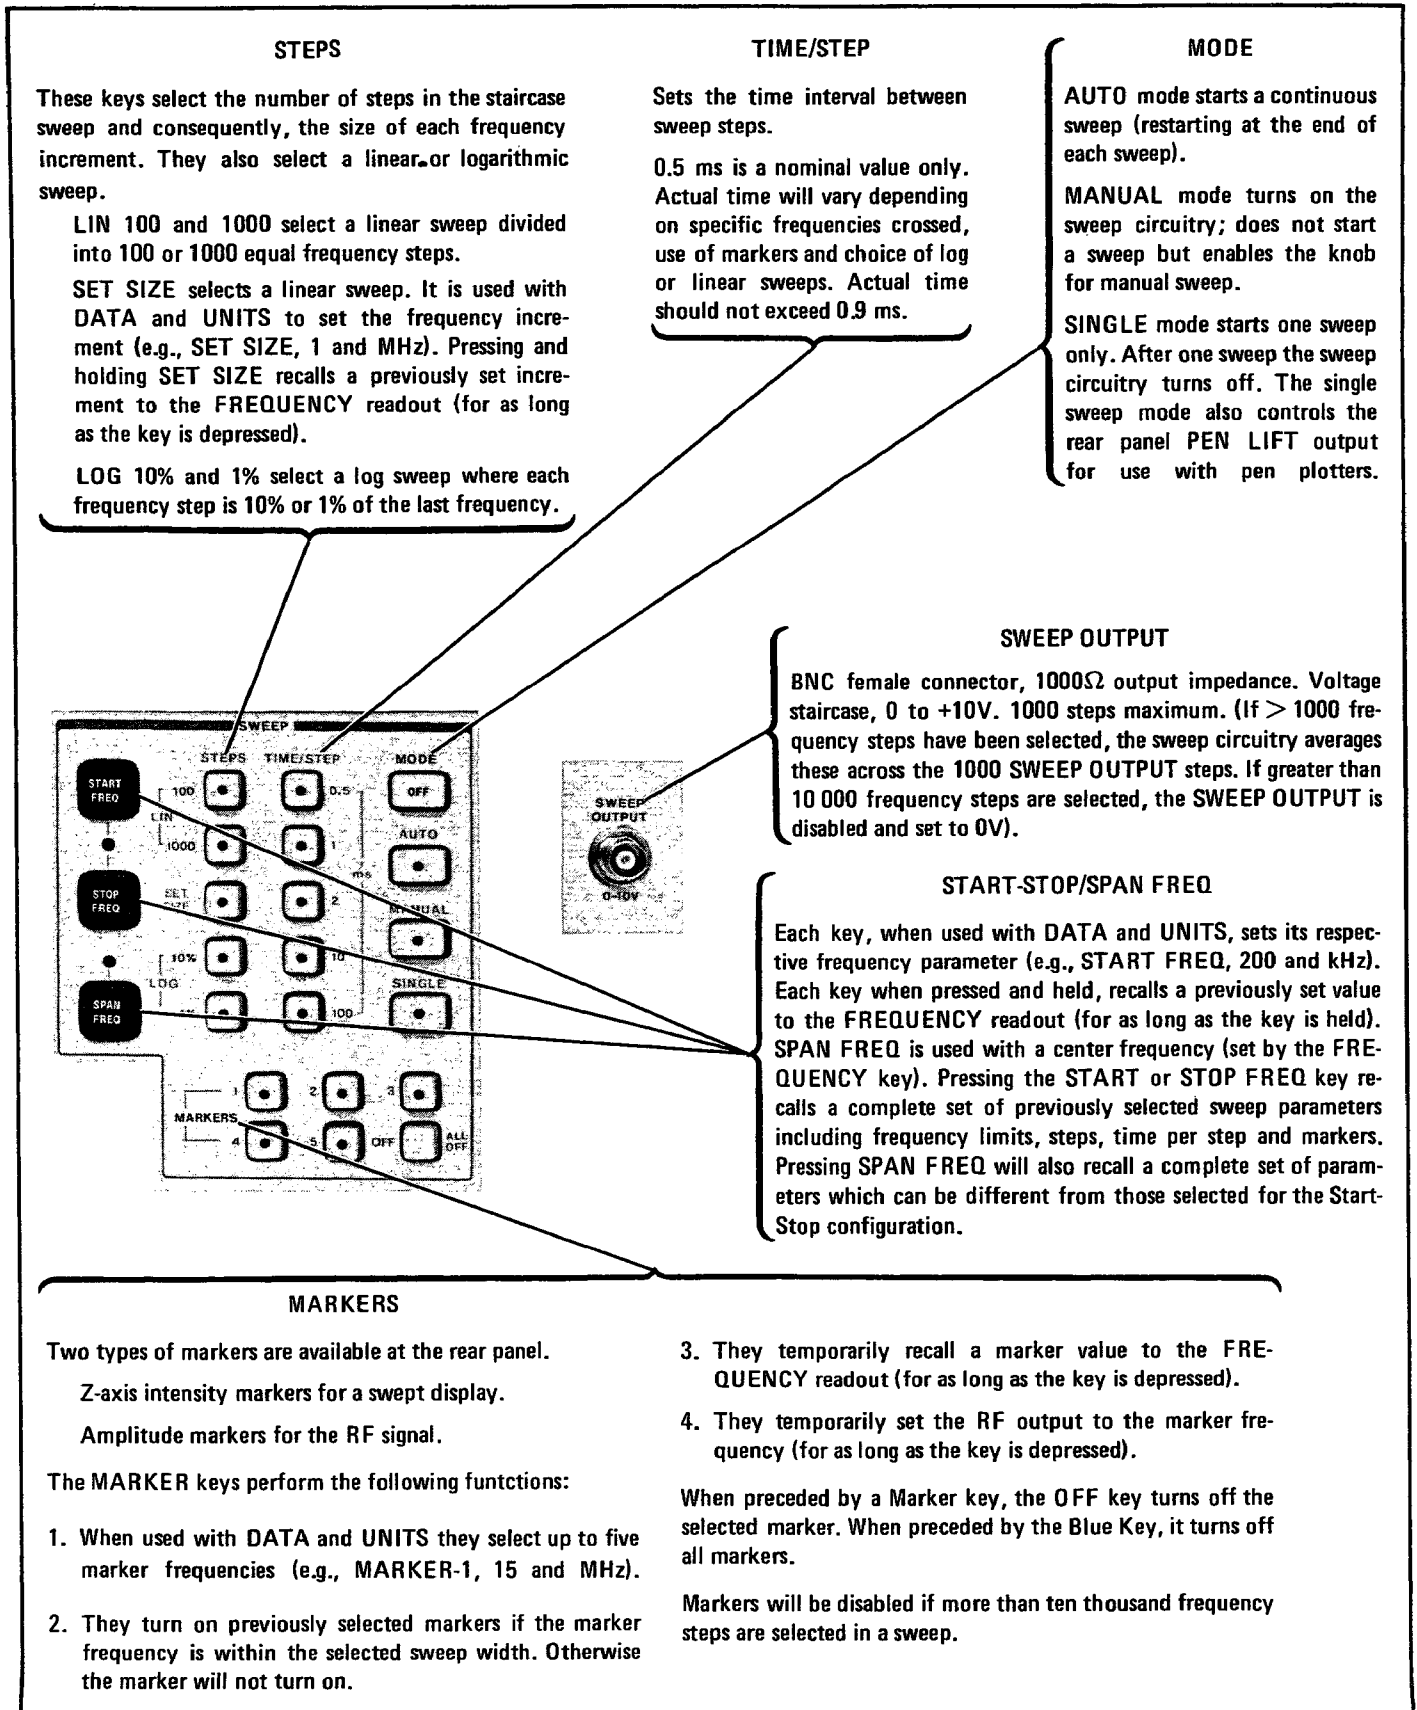 STEPS
These keys select the number of steps in the staircase
sweep and consequently, the size of each frequency
increment. They also select a linear or logarithmic
sweep.
LIN 100 and 1000 select a linear sweep divided
into 100 or 1000 equal frequency steps.
SET SIZE selects a linear sweep. It is used with
DATA and UNITS to set the frequency incre-
ment (e.g., SET SIZE, 1 and MHz). Pressing and
holding SET SIZE recalls a previously set incre-
ment to the FREQUENCY readout (for as long
as the key is depressed).
LOG 10% and 1% select a log sweep where each
frequency step is 10% or 1% of the last frequency.
TIME/STEP
Sets the time interval between
sweep steps.
0.5 ms is a nominal value only.
Actual time will vary depending
on specific frequencies crossed,
use of markers and choice of log
or linear sweeps. Actual time
should not exceed 0.9 ms.
MODE
AUTO mode starts a continuous
sweep (restarting at the end of
each sweep).
MANUAL mode turns on the
sweep circuitry; does not start
a sweep but enables the knob
for manual sweep.
SINGLE mode starts one sweep
only. After one sweep the sweep
circuitry turns off. The single
sweep mode also controls the
rear panel PEN LIFT output
for use with pen plotters.
SWEEP OUTPUT
BNC female connector, 1000Ω output impedance. Voltage
staircase, 0 to +10V. 1000 steps maximum. (If > 1000 fre-
quency steps have been selected, the sweep circuitry averages
these across the 1000 SWEEP OUTPUT steps. If greater than
10 000 frequency steps are selected, the SWEEP OUTPUT is
disabled and set to 0V).
SWEEP
STEPS TIME/STEP MODE
START
FREQ
100 0.5 OFF
LIN
AUTO
1000 1
ms
STOP
FREQ
SET
SIZE
2
MANUAL
10% 10
LOG
SINGLE
SPAN
FREQ
% 100
1 2 3
MARKERS
4 5 OFF ALL
OFF
SWEEP
OUTPUT
0-10V
START-STOP/SPAN FREQ
Each key, when used with DATA and UNITS, sets its respec-
tive frequency parameter (e.g., START FREQ, 200 and kHz).
Each key when pressed and held, recalls a previously set value
to the FREQUENCY readout (for as long as the key is held).
SPAN FREQ is used with a center frequency (set by the FRE-
QUENCY key). Pressing the START or STOP FREQ key re-
calls a complete set of previously selected sweep parameters
including frequency limits, steps, time per step and markers.
Pressing SPAN FREQ will also recall a complete set of param-
eters which can be different from those selected for the Start-
Stop configuration.
MARKERS
Two types of markers are available at the rear panel.
Z-axis intensity markers for a swept display.
Amplitude markers for the RF signal.
The MARKER keys perform the following funtctions:
1. When used with DATA and UNITS they select up to five
marker frequencies (e.g., MARKER-1, 15 and MHz).
2. They turn on previously selected markers if the marker
frequency is within the selected sweep width. Otherwise
the marker will not turn on.
3. They temporarily recall a marker value to the FRE-
QUENCY readout (for as long as the key is depressed).
4. They temporarily set the RF output to the marker fre-
quency (for as long as the key is depressed).
When preceded by a Marker key, the OFF key turns off the
selected marker. When preceded by the Blue Key, it turns off
all markers.
Markers will be disabled if more than ten thousand frequency
steps are selected in a sweep.